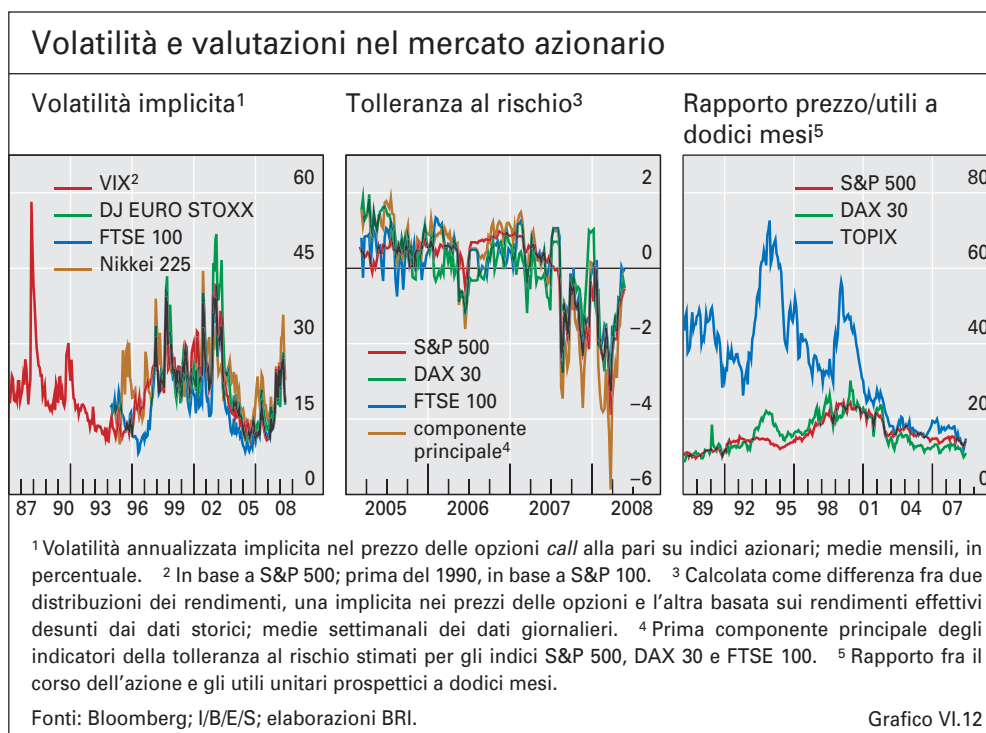 Volatilità e valutazioni nel mercato azionario
Volatilità implicita¹
VIX²
DJ EURO STOXX
FTSE 100
Nikkei 225
60
45
30
15
0
87 90 93 96 99 02 05 08
Tolleranza al rischio³
S&P 500
DAX 30
FTSE 100
componente
principale⁴
2
0
–2
–4
–6
2005 2006 2007 2008
Rapporto prezzo/utili a
dodici mesi⁵
S&P 500
DAX 30
TOPIX
80
60
40
20
0
89 92 95 98 01 04 07
¹ Volatilità annualizzata implicita nel prezzo delle opzioni call alla pari su indici azionari; medie mensili, in
percentuale. ² In base a S&P 500; prima del 1990, in base a S&P 100. ³ Calcolata come differenza fra due
distribuzioni dei rendimenti, una implicita nei prezzi delle opzioni e l'altra basata sui rendimenti effettivi
desunti dai dati storici; medie settimanali dei dati giornalieri. ⁴ Prima componente principale degli
indicatori della tolleranza al rischio stimati per gli indici S&P 500, DAX 30 e FTSE 100. ⁵ Rapporto fra il
corso dell'azione e gli utili unitari prospettici a dodici mesi.
Fonti: Bloomberg; I/B/E/S; elaborazioni BRI.
Grafico VI.12